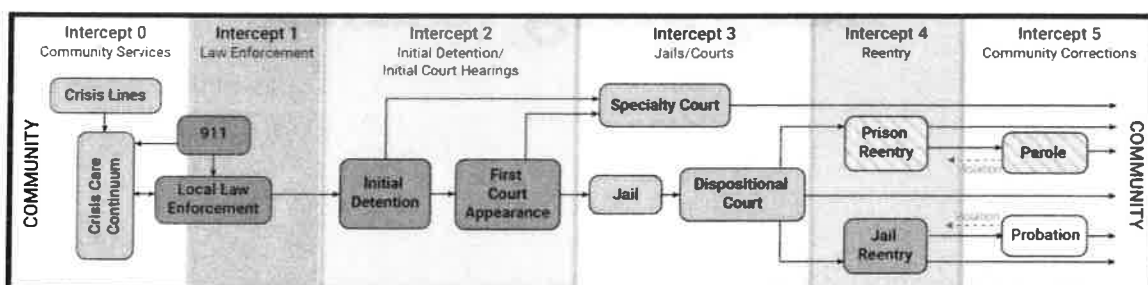 Intercept 0
Community Services
Intercept 1
Law Enforcement
Intercept 2
Initial Detention/
Initial Court Hearings
Intercept 3
Jails/Courts
Intercept 4
Reentry
Intercept 5
Community Corrections
COMMUNITY
Crisis Lines
Crisis Care
Continuum
911
Local Law
Enforcement
Initial
Detention
First
Court
Appearance
Specialty Court
Jail
Dispositional
Court
Prison
Reentry
Violation
Parole
Jail
Reentry
Violation
Probation
COMMUNITY